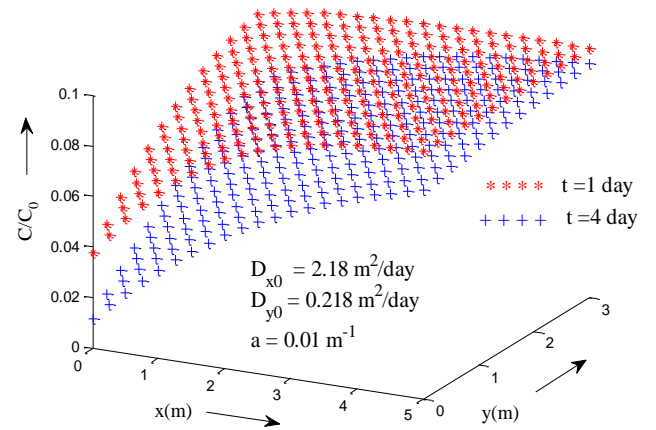 0.1
0.08
0.06
0.04
0.02
0
C/C0
* * * * t =1 day
+ + + + t =4 day
Dx0 = 2.18 m2/day
Dy0 = 0.218 m2/day
a = 0.01 m-1
0
1
2
3
4
5
x(m)
0
1
2
3
y(m)